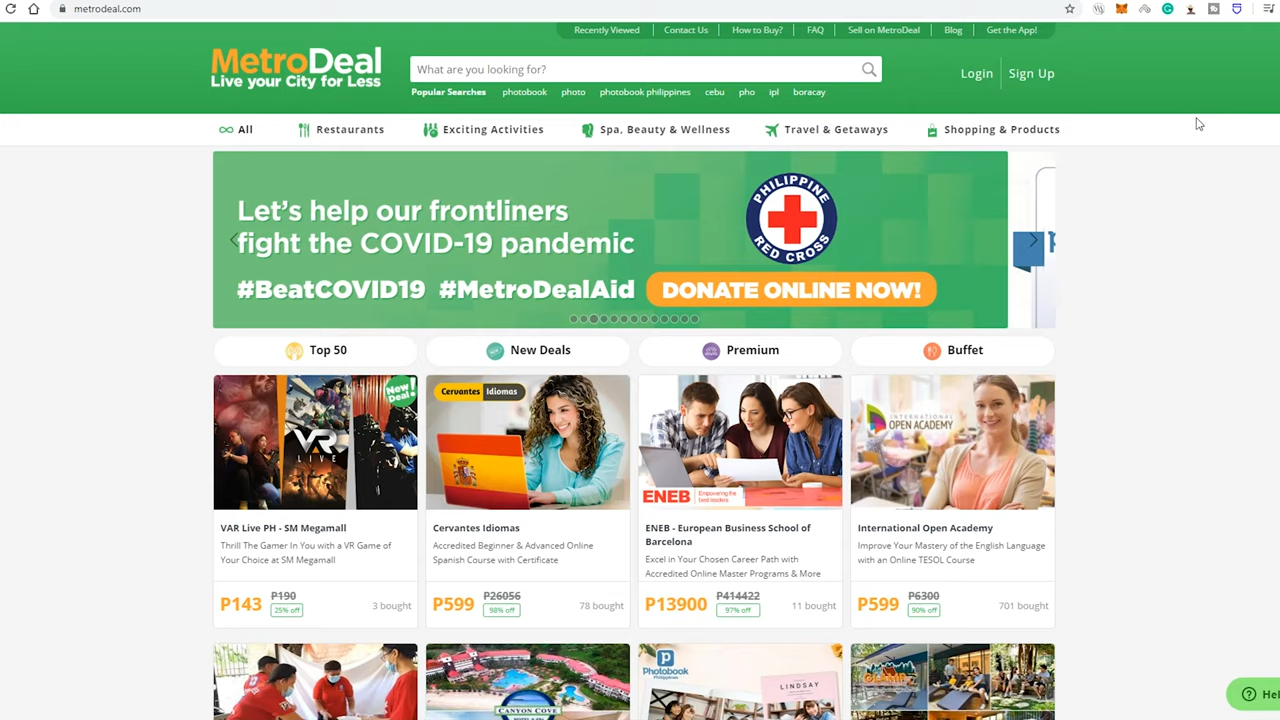 metrodeal.com
Recently Viewed
Contact Us
How to Buy?
FAQ
Sell on MetroDeal
Blog
Get the App!
MetroDeal
Live your City for Less
What are you looking for?
Login
Sign Up
Popular Searches
photobook
photo
photobook philippines
cebu
pho
ipl
boracay
All
Restaurants
Exciting Activities
Spa, Beauty & Wellness
Travel & Getaways
Shopping & Products
Let's help our frontliners
fight the COVID-19 pandemic
#BeatCOVID19 #MetroDealAid
DONATE ONLINE NOW!
PHILIPPINE
RED CROSS
Top 50
New Deals
Premium
Buffet
New
Deal!
VR
LIVE
VAR Live PH - SM Megamall
Thrill The Gamer In You with a VR Game of
Your Choice at SM Megamall
P143
P190
25% off
3 bought
Cervantes Idiomas
Cervantes Idiomas
Accredited Beginner & Advanced Online
Spanish Course with Certificate
P599
P26056
98% off
78 bought
ENEB
Empowering the
best leaders
ENEB - European Business School of
Barcelona
Excel in Your Chosen Career Path with
Accredited Online Master Programs & More
P13900
P414422
97% off
11 bought
INTERNATIONAL
OPEN ACADEMY
International Open Academy
Improve Your Mastery of the English Language
with an Online TESOL Course
P599
P6300
90% off
701 bought
CANYON COVE
Photobook
Philippines
LINDSAY
Hel